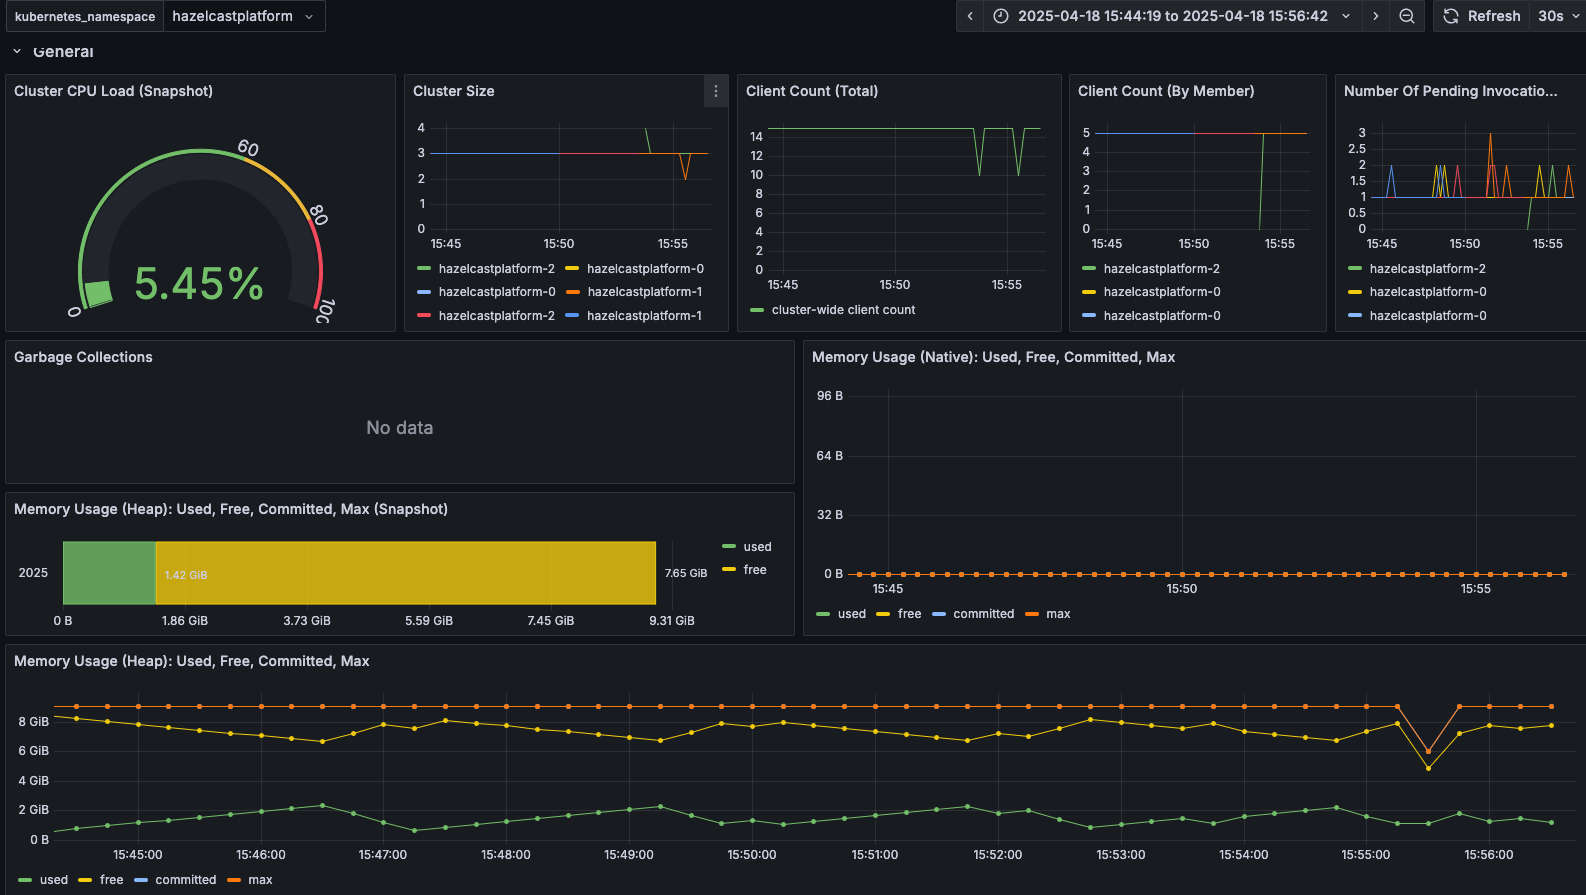 kubernetes_namespace hazelcastplatform 2025-04-18 15:44:19 to 2025-04-18 15:56:42 Refresh 30s
General
Cluster CPU Load (Snapshot)
0
60
80
100
5.45%
Cluster Size
4
3
2
1
0
15:45 15:50 15:55
hazelcastplatform-2 hazelcastplatform-0
hazelcastplatform-0 hazelcastplatform-1
hazelcastplatform-2 hazelcastplatform-1
Client Count (Total)
14
12
10
8
6
4
2
0
15:45 15:50 15:55
cluster-wide client count
Client Count (By Member)
5
4
3
2
1
0
15:45 15:50 15:55
hazelcastplatform-2
hazelcastplatform-0
hazelcastplatform-0
Number Of Pending Invocatio...
3
2.5
2
1.5
1
0.5
0
15:45 15:50 15:55
hazelcastplatform-2
hazelcastplatform-0
hazelcastplatform-0
Garbage Collections
No data
Memory Usage (Native): Used, Free, Committed, Max
96 B
64 B
32 B
0 B
15:45 15:50 15:55
used free committed max
Memory Usage (Heap): Used, Free, Committed, Max (Snapshot)
2025
1.42 GiB
7.65 GiB
0 B 1.86 GiB 3.73 GiB 5.59 GiB 7.45 GiB 9.31 GiB
used
free
Memory Usage (Heap): Used, Free, Committed, Max
8 GiB
6 GiB
4 GiB
2 GiB
0 B
15:45:00 15:46:00 15:47:00 15:48:00 15:49:00 15:50:00 15:51:00 15:52:00 15:53:00 15:54:00 15:55:00 15:56:00
used free committed max